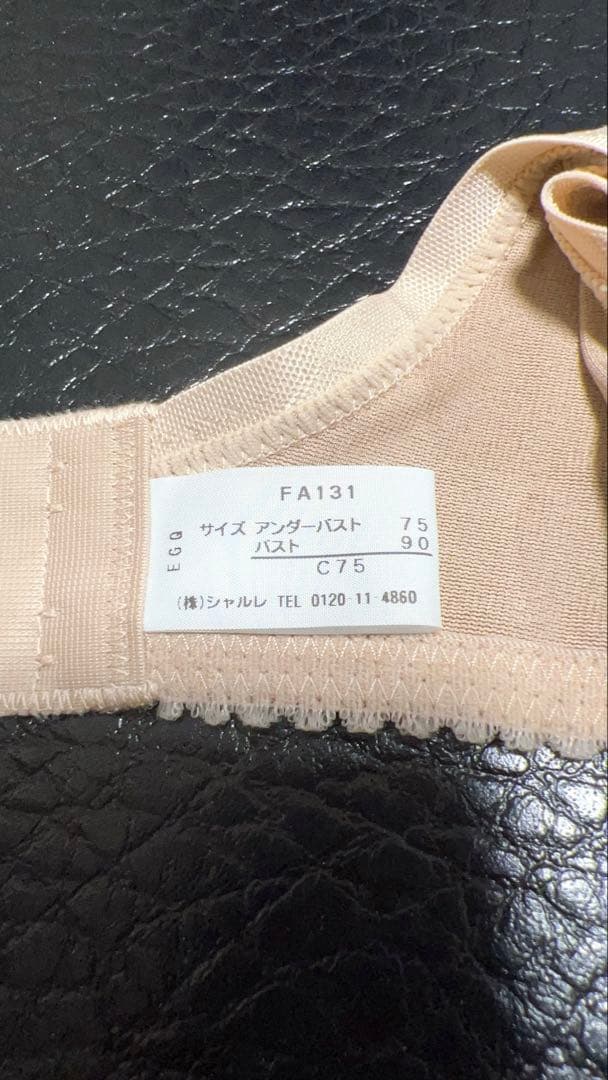 FA131
サイズ アンダーバスト 75
バスト 90
C75
(株)シャルレ TEL 0120-11-4860
EGQ